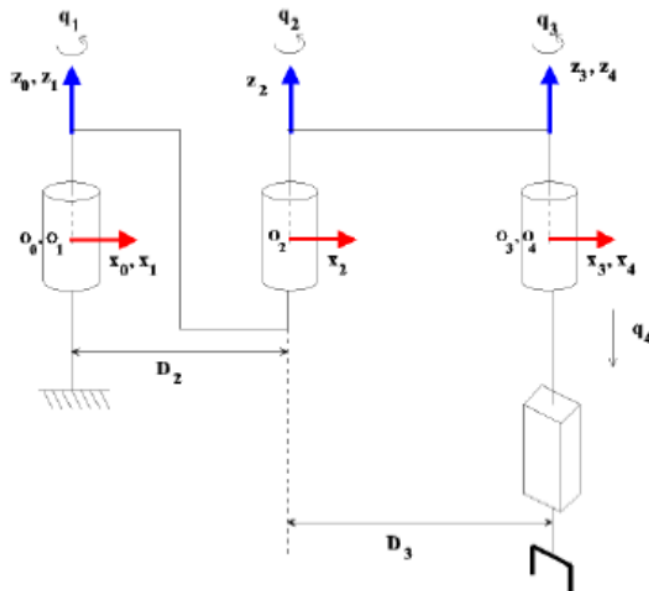 q1 q2 q3
z0, z1 z2 z3, z4
O0, O1 O2 O3, O4
x0, x1 x2 x3, x4
q4
D2
D3